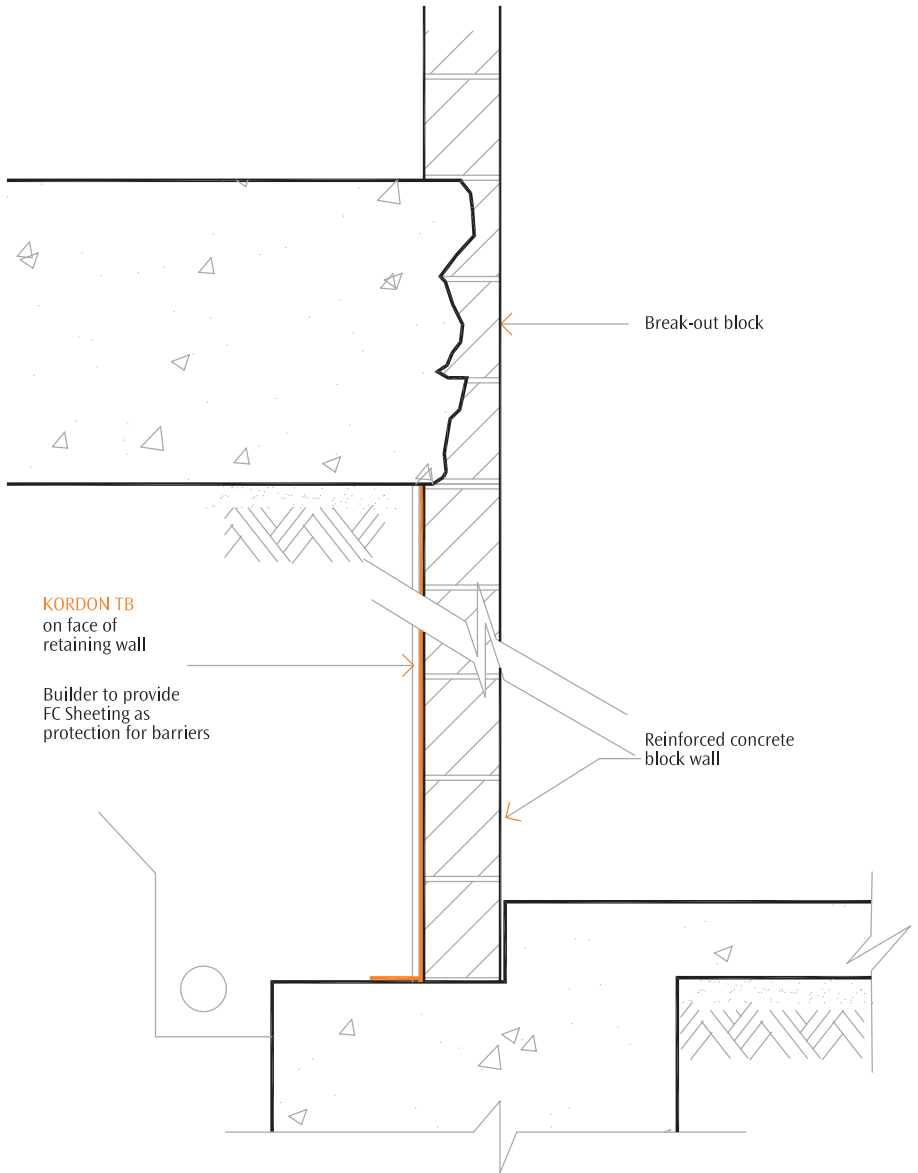 Break-out block
KORDON TB
on face of
retaining wall
Builder to provide
FC Sheeting as
protection for barriers
Reinforced concrete
block wall